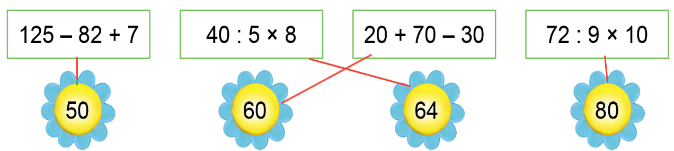 125 – 82 + 7
40 : 5 × 8
20 + 70 – 30
72 : 9 × 10
50
60
64
80